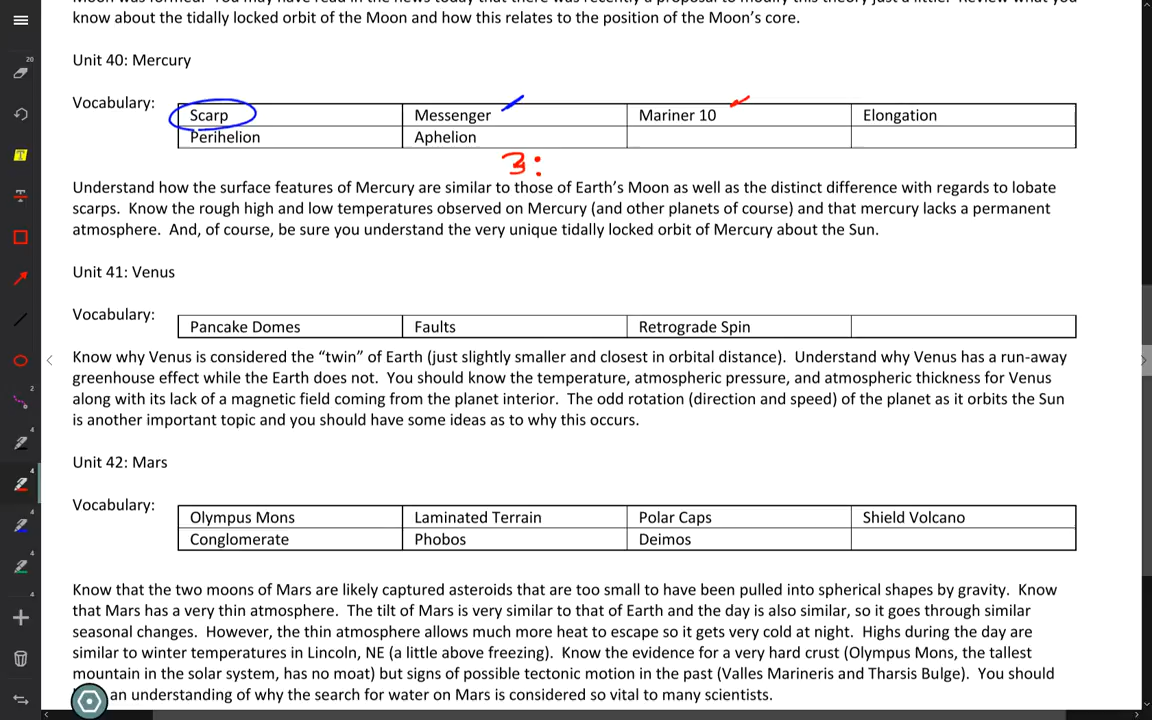 know about the tidally locked orbit of the Moon and how this relates to the position of the Moon's core.
Unit 40: Mercury
Vocabulary:
Scarp Messenger Mariner 10 Elongation
Perihelion Aphelion
3:
Understand how the surface features of Mercury are similar to those of Earth's Moon as well as the distinct difference with regards to lobate
scarps. Know the rough high and low temperatures observed on Mercury (and other planets of course) and that mercury lacks a permanent
atmosphere. And, of course, be sure you understand the very unique tidally locked orbit of Mercury about the Sun.
Unit 41: Venus
Vocabulary:
Pancake Domes Faults Retrograde Spin
Know why Venus is considered the “twin” of Earth (just slightly smaller and closest in orbital distance). Understand why Venus has a run-away
greenhouse effect while the Earth does not. You should know the temperature, atmospheric pressure, and atmospheric thickness for Venus
along with its lack of a magnetic field coming from the planet interior. The odd rotation (direction and speed) of the planet as it orbits the Sun
is another important topic and you should have some ideas as to why this occurs.
Unit 42: Mars
Vocabulary:
Olympus Mons Laminated Terrain Polar Caps Shield Volcano
Conglomerate Phobos Deimos
Know that the two moons of Mars are likely captured asteroids that are too small to have been pulled into spherical shapes by gravity. Know
that Mars has a very thin atmosphere. The tilt of Mars is very similar to that of Earth and the day is also similar, so it goes through similar
seasonal changes. However, the thin atmosphere allows much more heat to escape so it gets very cold at night. Highs during the day are
similar to winter temperatures in Lincoln, NE (a little above freezing). Know the evidence for a very hard crust (Olympus Mons, the tallest
mountain in the solar system, has no moat) but signs of possible tectonic motion in the past (Valles Marineris and Tharsis Bulge). You should
an understanding of why the search for water on Mars is considered so vital to many scientists.
20
T
T
2
4
4
4
4
4